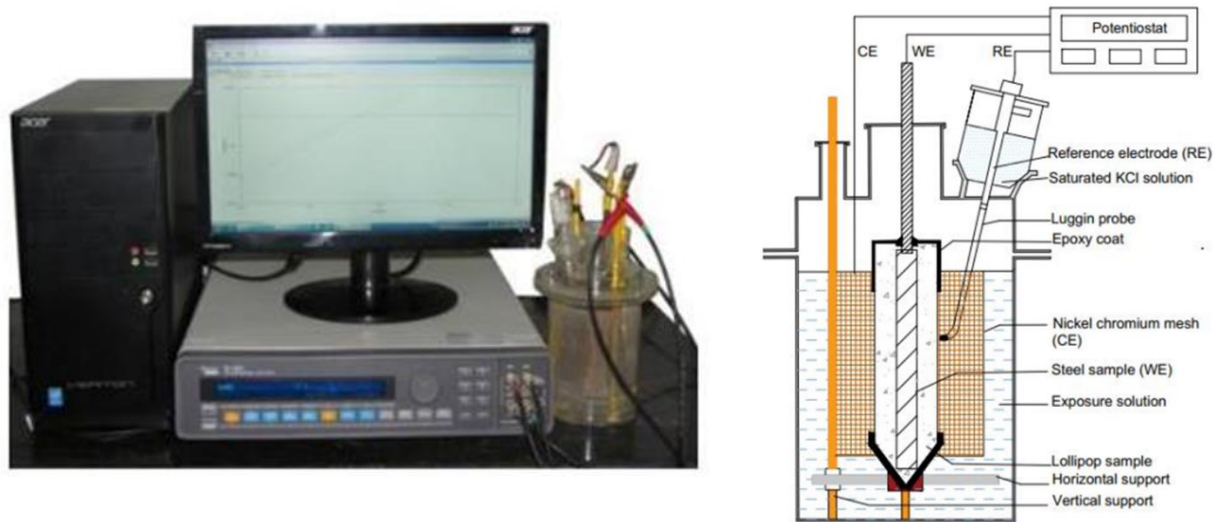 acer
acer
VERITON
Potentiostat
CE
WE
RE
Reference electrode (RE)
Saturated KCl solution
Luggin probe
Epoxy coat
Nickel chromium mesh
(CE)
Steel sample (WE)
Exposure solution
Lollipop sample
Horizontal support
Vertical support